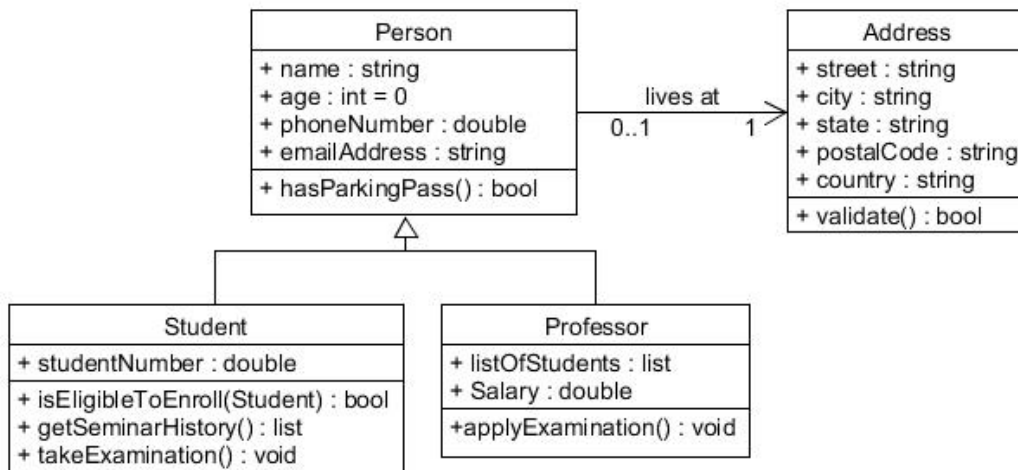 Person
+ name : string
+ age : int = 0
+ phoneNumber : double
+ emailAddress : string
+ hasParkingPass() : bool
lives at
0..1
1
Address
+ street : string
+ city : string
+ state : string
+ postalCode : string
+ country : string
+ validate() : bool
Student
+ studentNumber : double
+ isEligibleToEnroll(Student) : bool
+ getSeminarHistory() : list
+ takeExamination() : void
Professor
+ listOfStudents : list
+ Salary : double
+applyExamination() : void